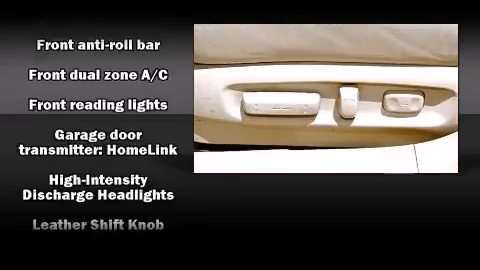 Front anti-roll bar
Front dual zone A/C
Front reading lights
Garage door
transmitter: HomeLink
High-Intensity
Discharge Headlights
Leather Shift Knob